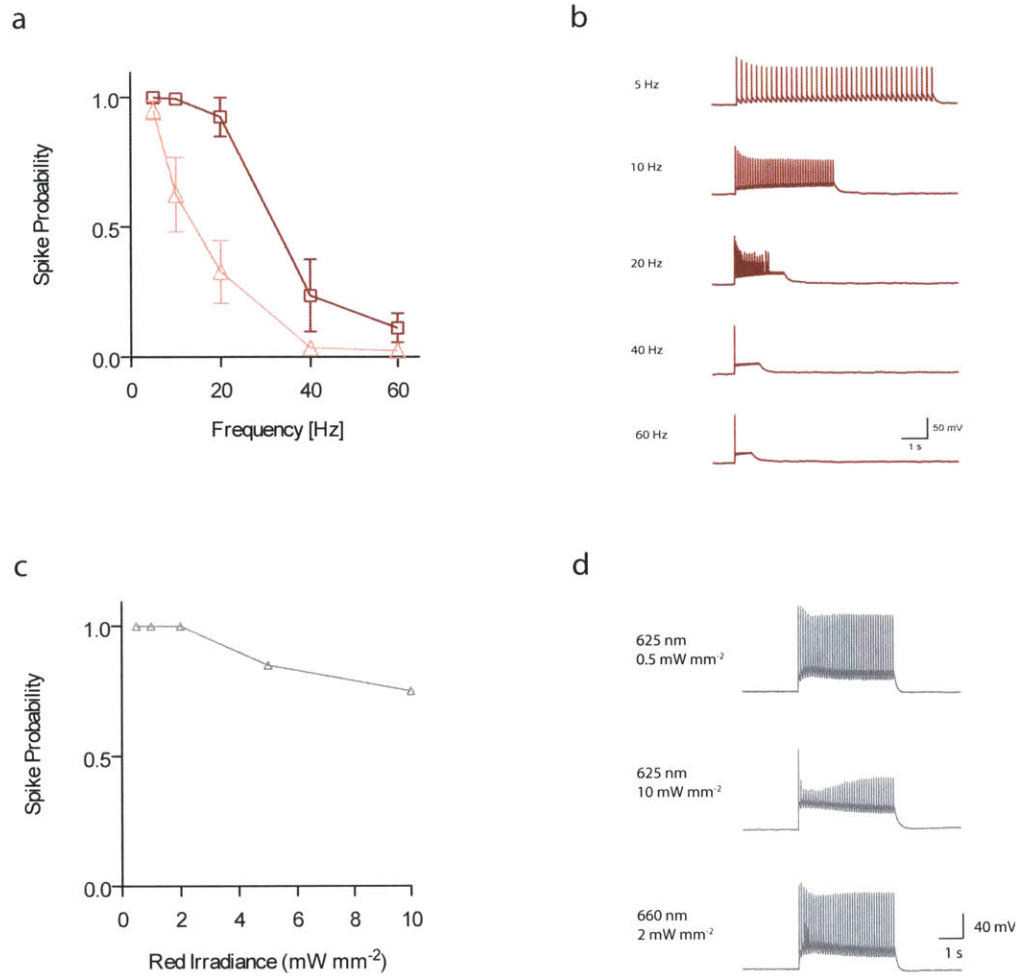 a
1.0
0.5
0.0
Spike Probability
0
20
40
60
Frequency [Hz]
b
5 Hz
10 Hz
20 Hz
40 Hz
60 Hz
50 mV
1 s
c
1.0
0.5
0.0
Spike Probability
0
2
4
6
8
10
Red Irradiance (mW mm⁻²)
d
625 nm
0.5 mW mm⁻²
625 nm
10 mW mm⁻²
660 nm
2 mW mm⁻²
40 mV
1 s